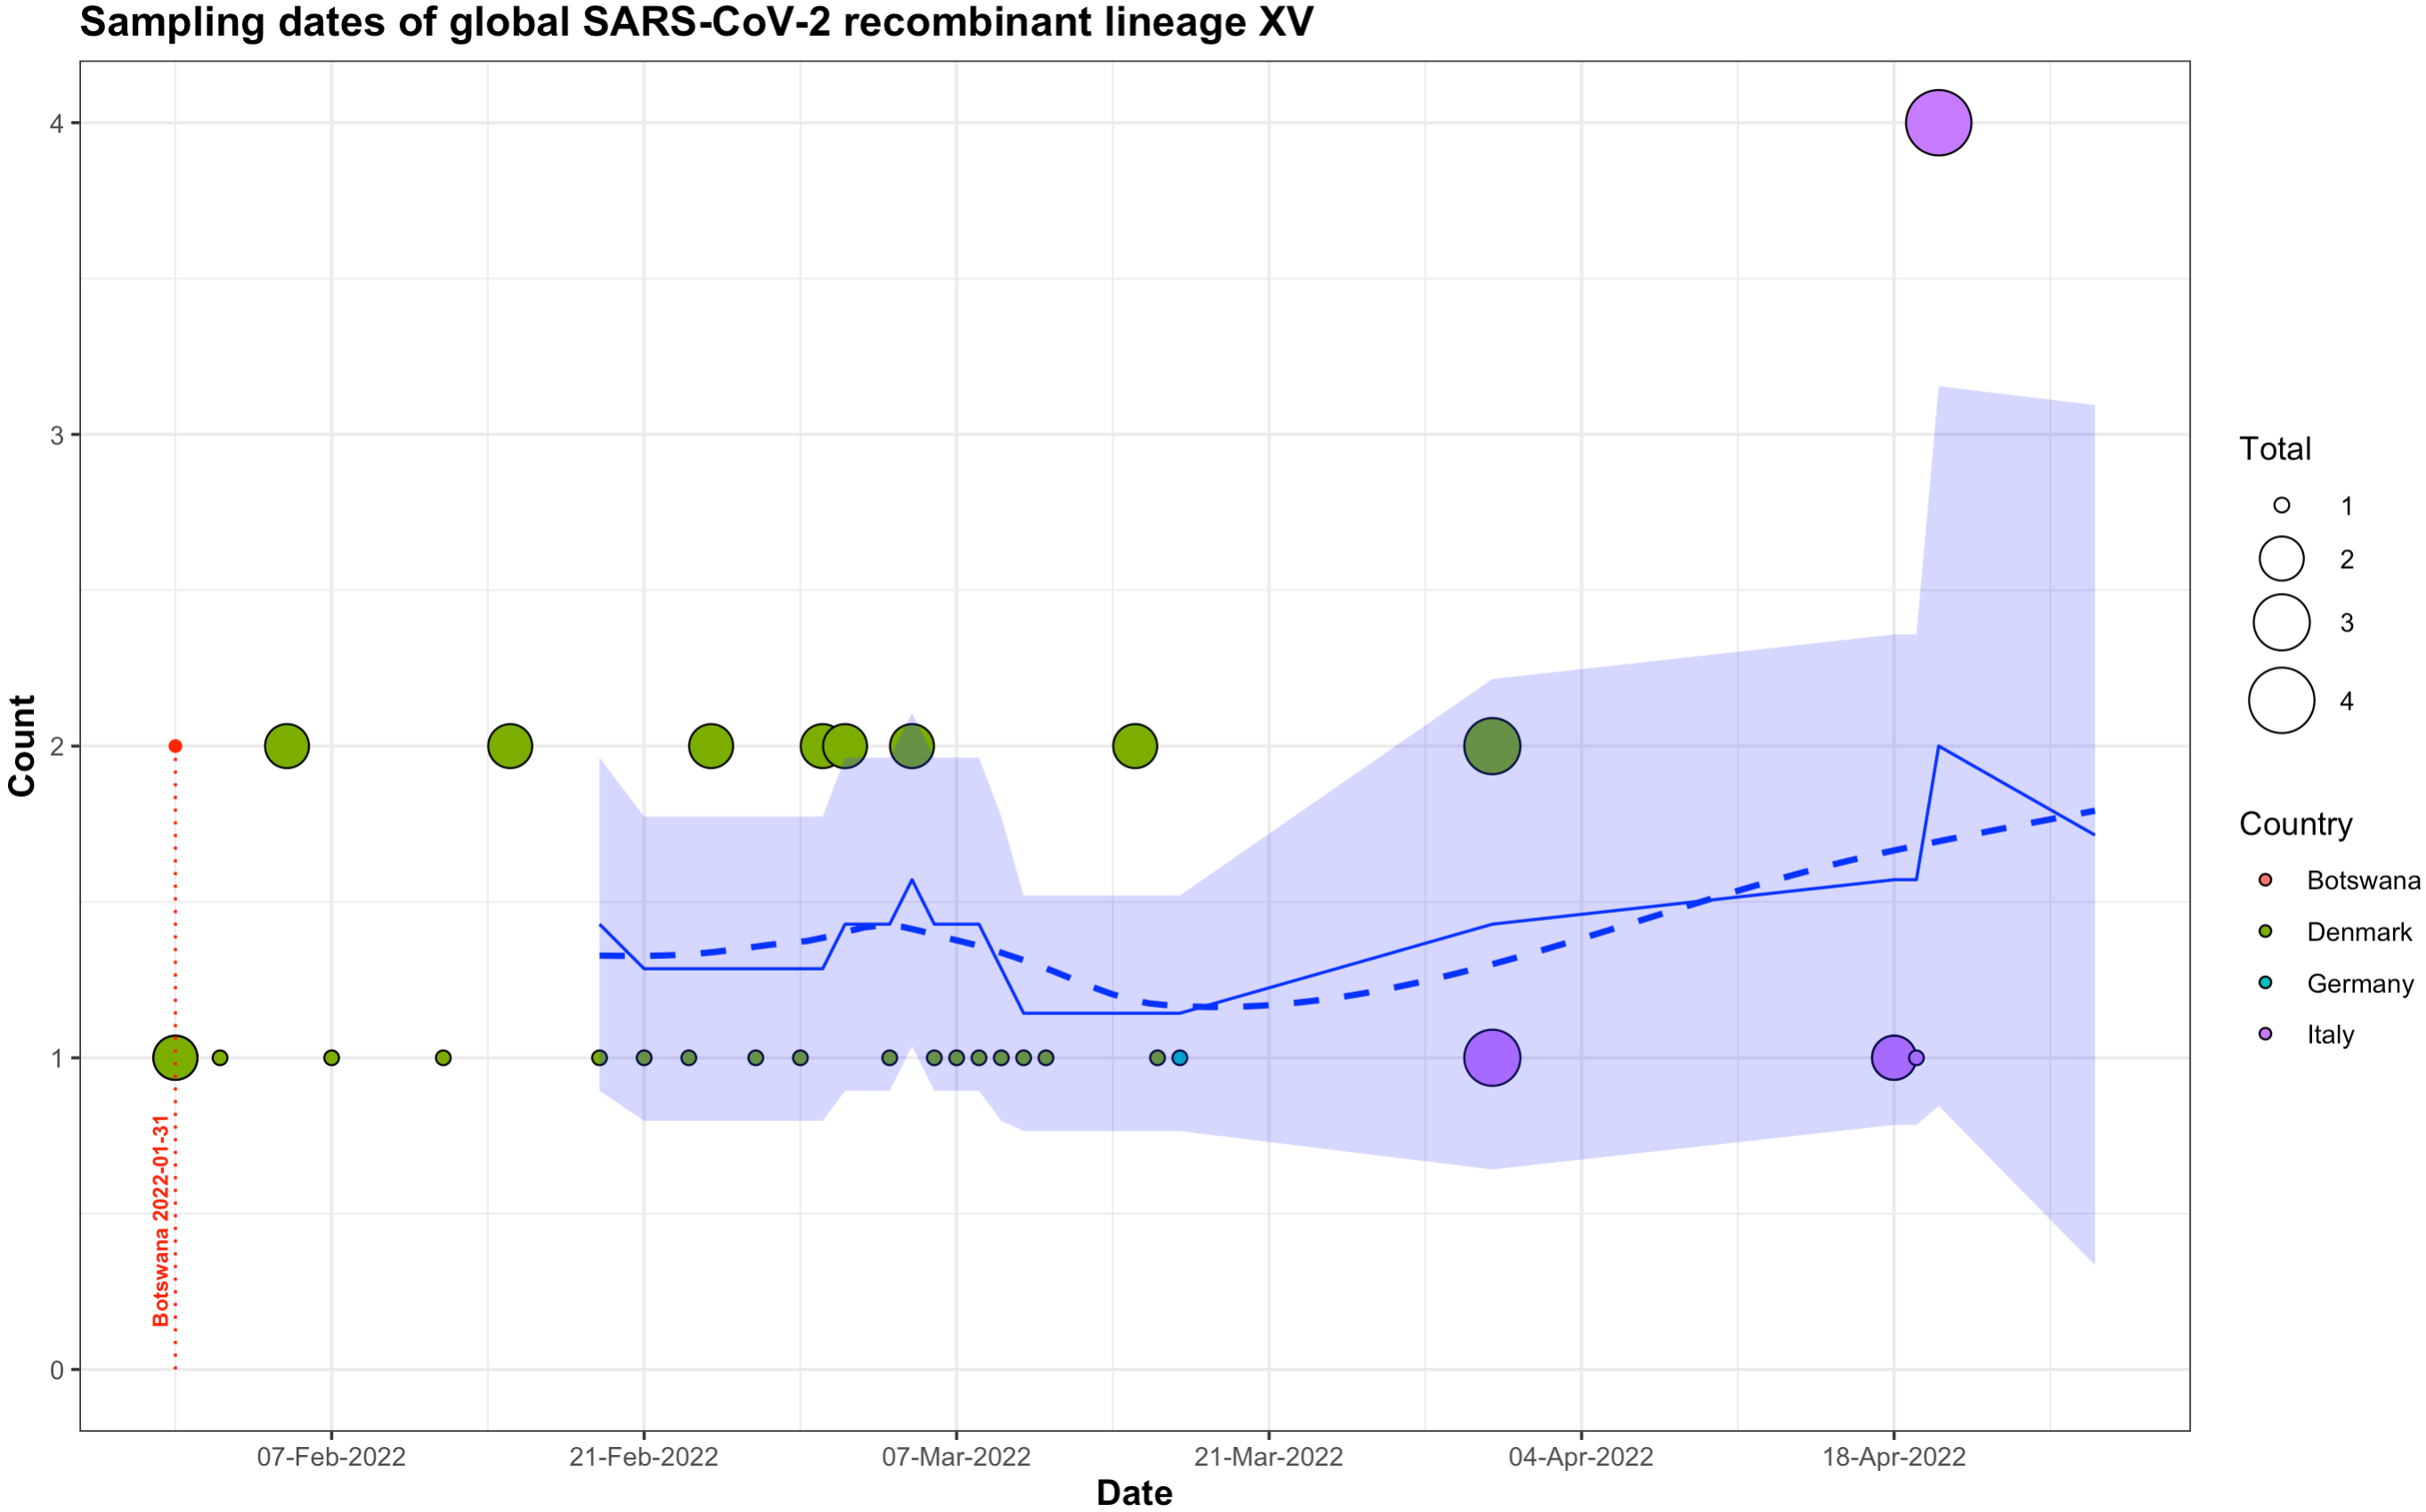 Sampling dates of global SARS-CoV-2 recombinant lineage XV
Count
4
3
2
1
0
Botswana 2022-01-31
07-Feb-2022
21-Feb-2022
07-Mar-2022
21-Mar-2022
04-Apr-2022
18-Apr-2022
Date
Total
1
2
3
4
Country
Botswana
Denmark
Germany
Italy